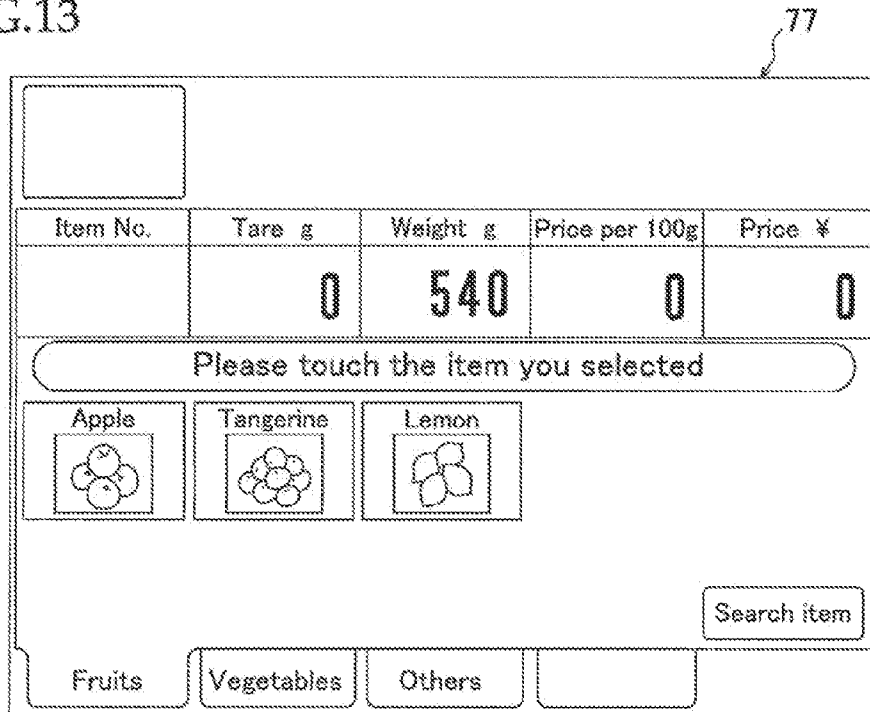 G.13
77
Item No. Tare g Weight g Price per 100g Price ¥
0 540 0 0
Please touch the item you selected
Apple Tangerine Lemon
Search item
Fruits Vegetables Others